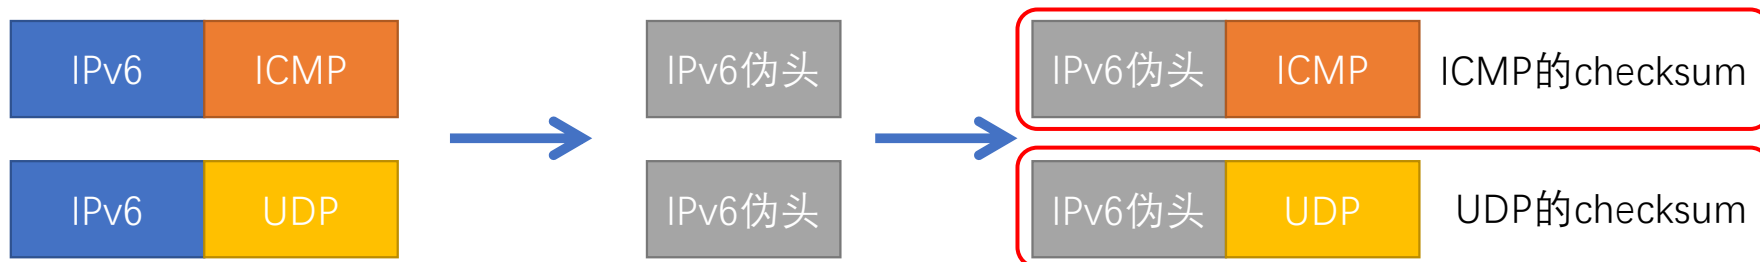 IPv6 ICMP IPv6伪头 IPv6伪头 ICMP ICMP的checksum
IPv6 UDP IPv6伪头 IPv6伪头 UDP UDP的checksum